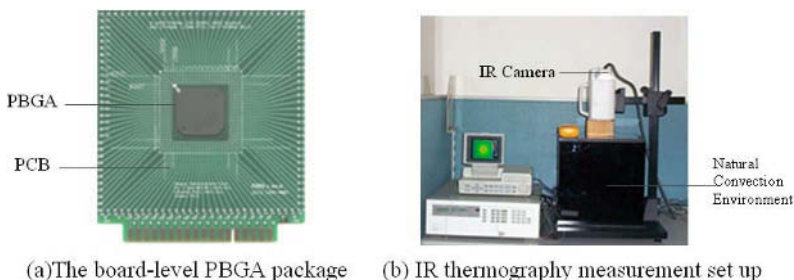 PBGA
PCB
IR Camera
Natural
Convection
Environment
(a)The board-level PBGA package
(b) IR thermography measurement set up